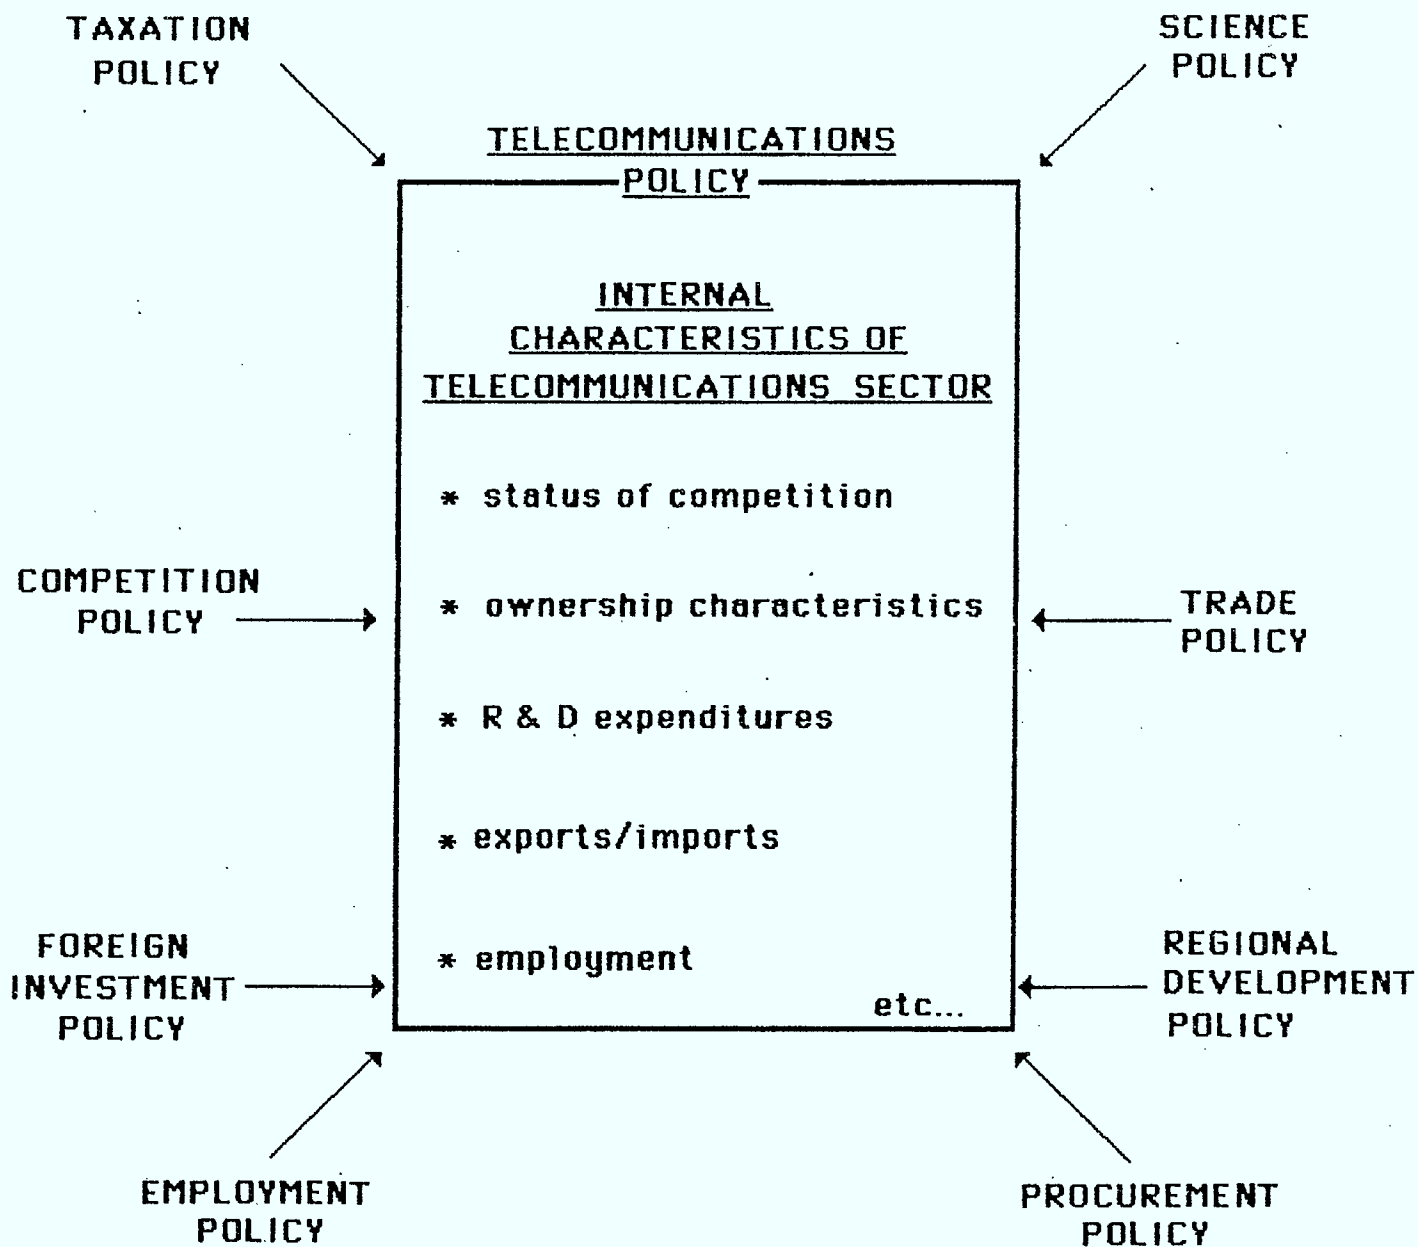 TAXATION
POLICY
SCIENCE
POLICY
TELECOMMUNICATIONS
POLICY
INTERNAL
CHARACTERISTICS OF
TELECOMMUNICATIONS SECTOR
* status of competition
COMPETITION
POLICY
* ownership characteristics
TRADE
POLICY
* R & D expenditures
* exports/imports
FOREIGN
INVESTMENT
POLICY
* employment
etc...
REGIONAL
DEVELOPMENT
POLICY
EMPLOYMENT
POLICY
PROCUREMENT
POLICY